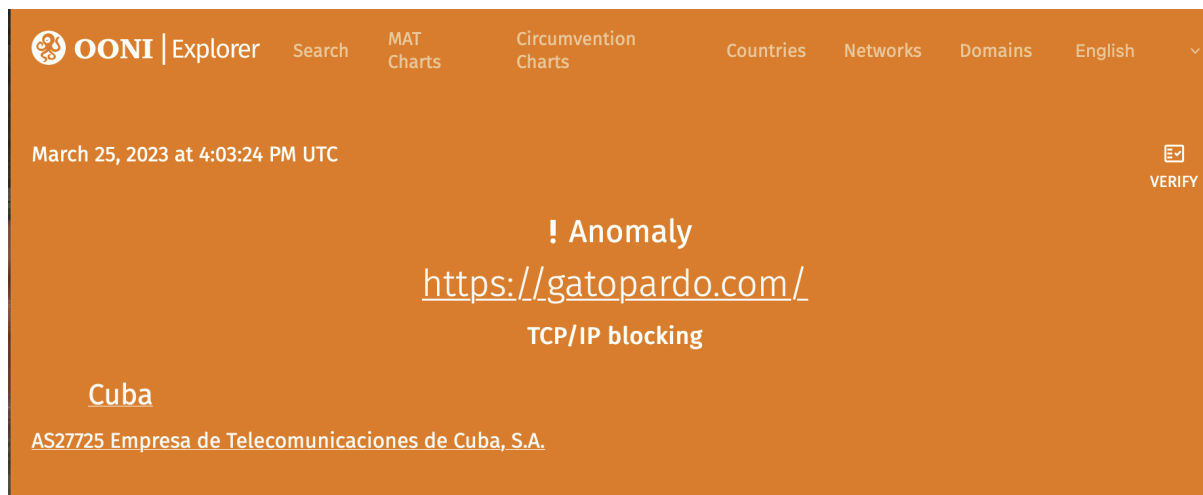 OONI | Explorer Search MAT Charts Circumvention Charts Countries Networks Domains English
March 25, 2023 at 4:03:24 PM UTC
VERIFY
! Anomaly
https://gatopardo.com/
TCP/IP blocking
Cuba
AS27725 Empresa de Telecomunicaciones de Cuba, S.A.